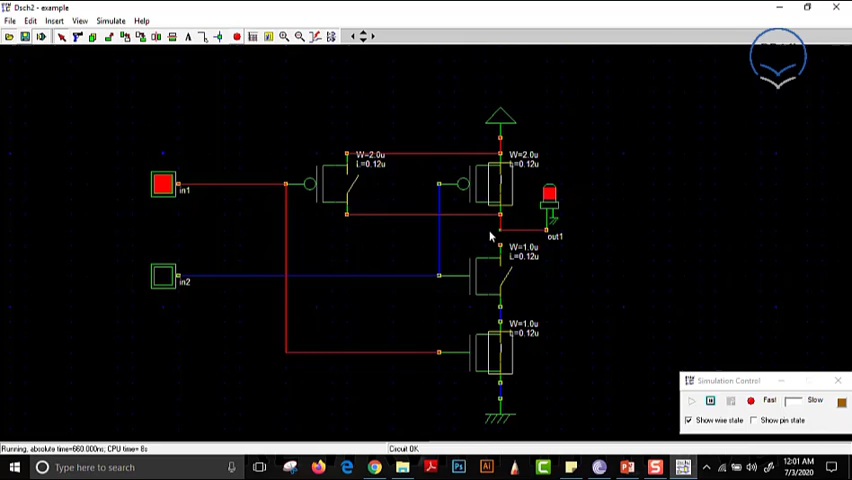 Dsch2 - example
File Edit Insert View Simulate Help
W=2.0u
L=0.12u
W=2.0u
L=0.12u
in1
out1
W=1.0u
L=0.12u
in2
W=1.0u
L=0.12u
Simulation Control
Fast Slow
Show wire state Show pin state
Running, absolute time=660.000ns; CPU time= 8s
Circuit OK
Type here to search
12:01 AM
7/3/2020